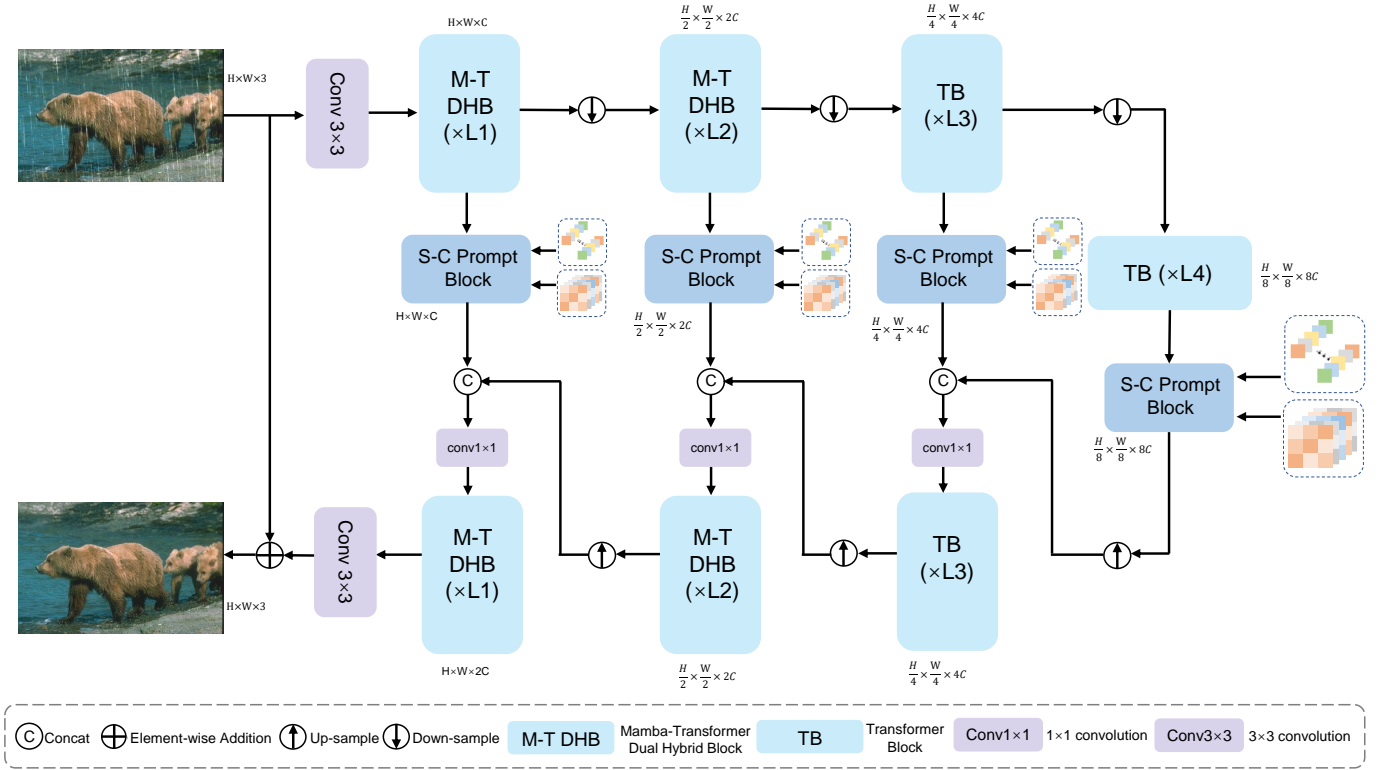 H×W×C
H/2 × W/2 × 2C
H/4 × W/4 × 4C
H×W×3
Conv 3×3
M-T
DHB
(×L1)
M-T
DHB
(×L2)
TB
(×L3)
S-C Prompt
Block
S-C Prompt
Block
S-C Prompt
Block
TB (×L4)
H/8 × W/8 × 8C
H×W×C
H/2 × W/2 × 2C
H/4 × W/4 × 4C
C
C
C
S-C Prompt
Block
H/8 × W/8 × 8C
conv1×1
conv1×1
conv1×1
H×W×3
Conv 3×3
M-T
DHB
(×L1)
M-T
DHB
(×L2)
TB
(×L3)
H×W×2C
H/2 × W/2 × 2C
H/4 × W/4 × 4C
C Concat
Element-wise Addition
Up-sample
Down-sample
M-T DHB
Mamba-Transformer
Dual Hybrid Block
TB
Transformer
Block
Conv1×1
1×1 convolution
Conv3×3
3×3 convolution